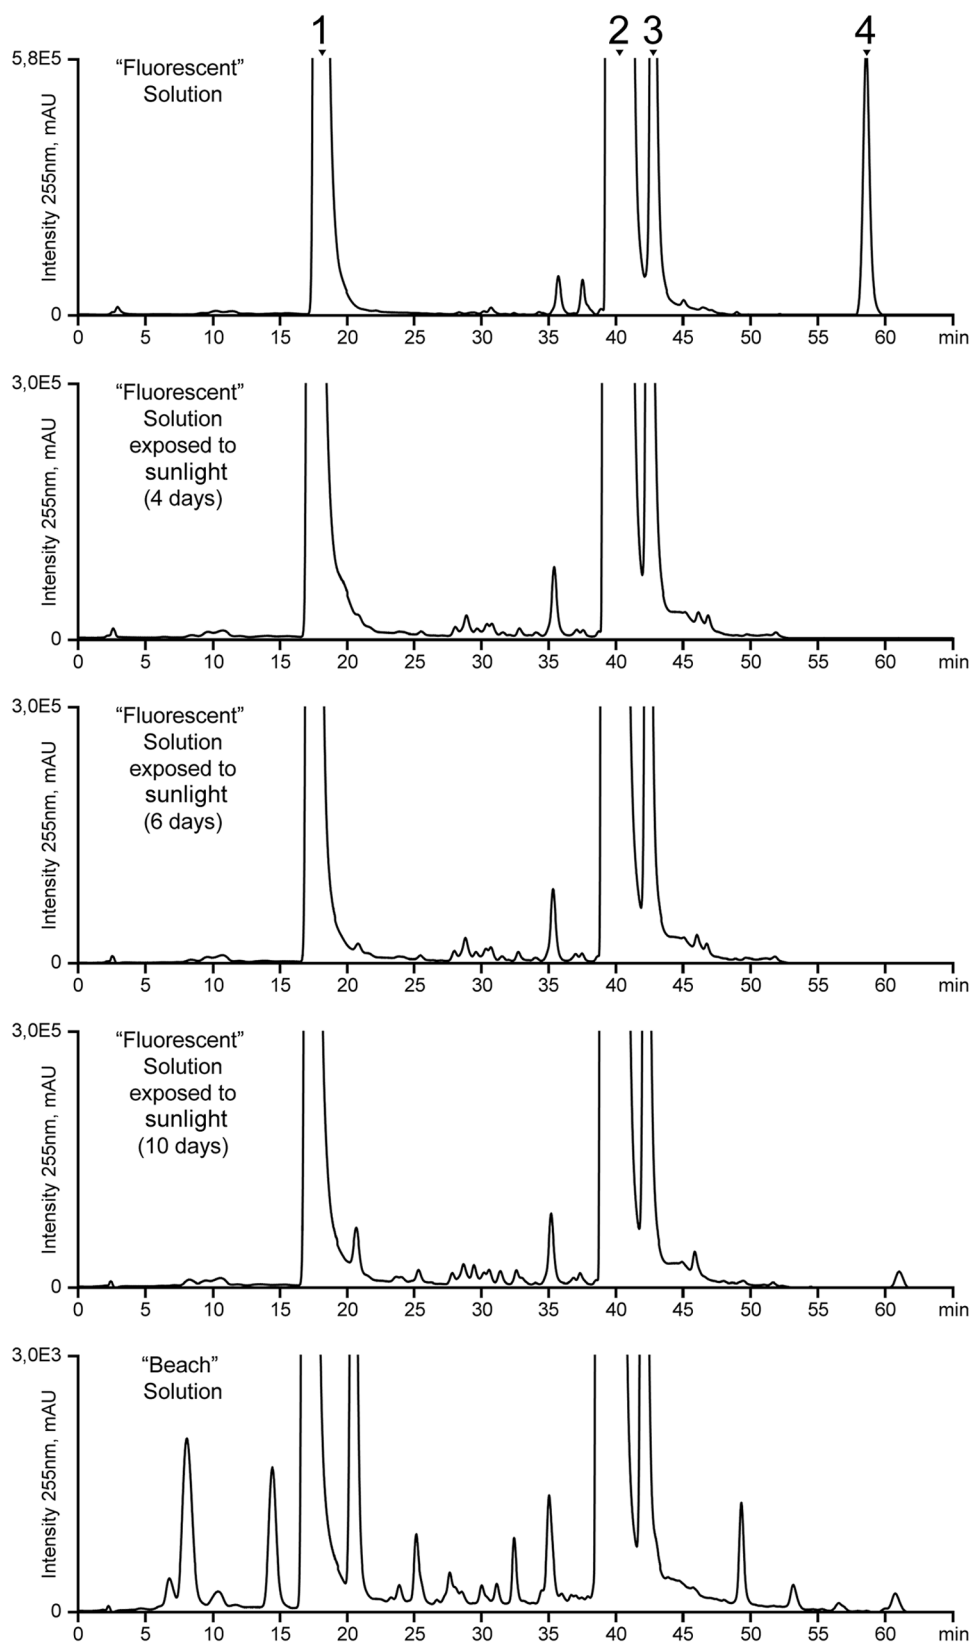 1 2 3 4
5,8E5
“Fluorescent”
Solution
Intensity 255nm, mAU
0
0 5 10 15 20 25 30 35 40 45 50 55 60 min
3,0E5
“Fluorescent”
Solution
exposed to
sunlight
(4 days)
Intensity 255nm, mAU
0
0 5 10 15 20 25 30 35 40 45 50 55 60 min
3,0E5
“Fluorescent”
Solution
exposed to
sunlight
(6 days)
Intensity 255nm, mAU
0
0 5 10 15 20 25 30 35 40 45 50 55 60 min
3,0E5
“Fluorescent”
Solution
exposed to
sunlight
(10 days)
Intensity 255nm, mAU
0
0 5 10 15 20 25 30 35 40 45 50 55 60 min
3,0E3
“Beach”
Solution
Intensity 255nm, mAU
0
0 5 10 15 20 25 30 35 40 45 50 55 60 min